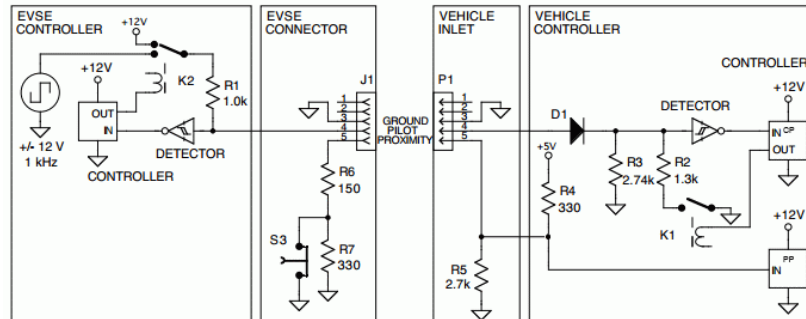 EVSE
CONTROLLER
+12V
+12V
K2
R1
1.0k
OUT
IN
+/- 12 V
1 kHz
DETECTOR
CONTROLLER
EVSE
CONNECTOR
J1
1
2
3
4
5
GROUND
PILOT
PROXIMITY
R6
150
S3
R7
330
VEHICLE
INLET
P1
1
2
3
4
5
R5
2.7k
VEHICLE
CONTROLLER
CONTROLLER
+12V
D1
DETECTOR
IN CP
OUT
+5V
R4
330
R3
2.74k
R2
1.3k
K1
+12V
PP
IN